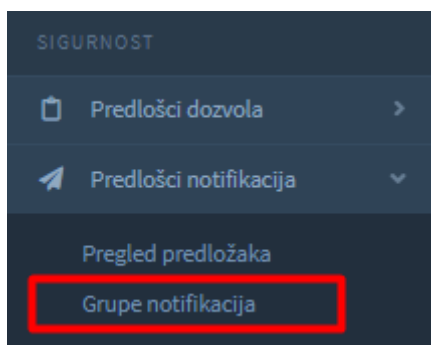 SIGURNOST
Predlošci dozvola
Predlošci notifikacija
Pregled predložaka
Grupe notifikacija